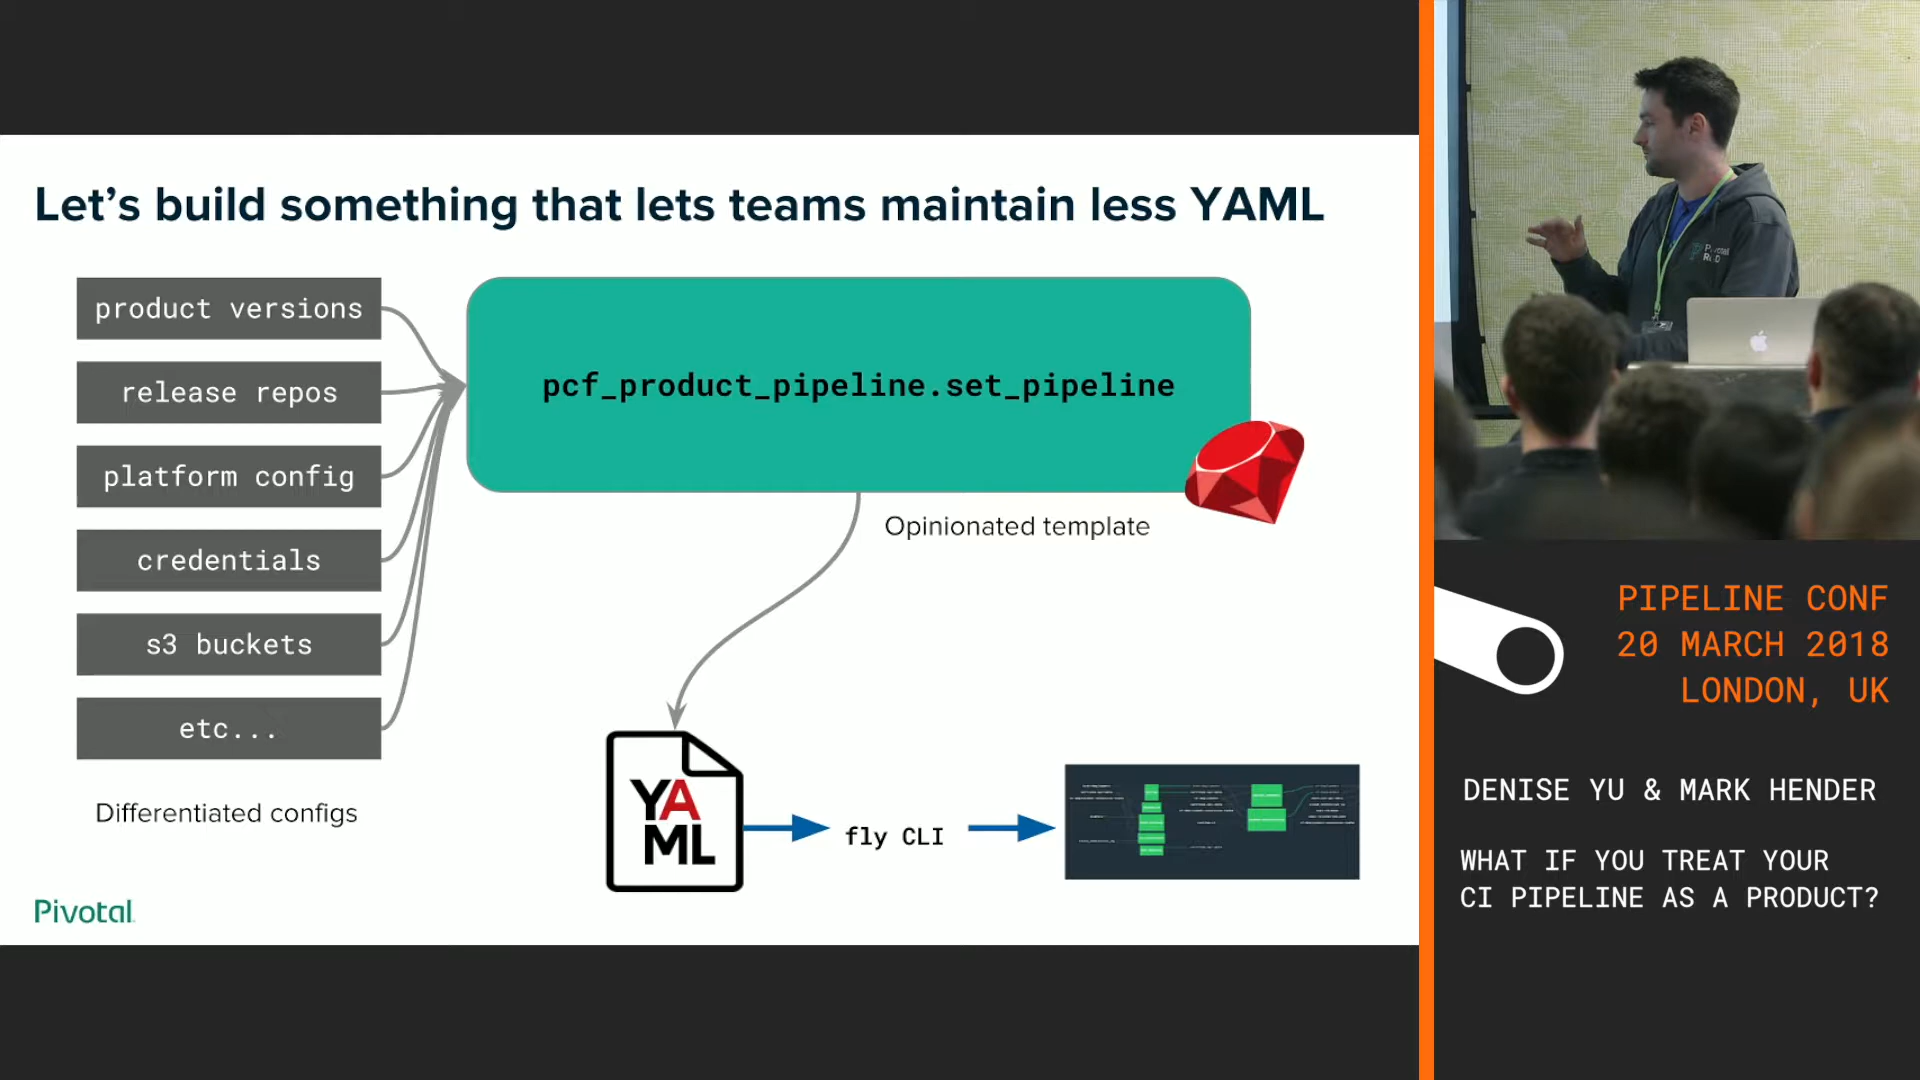 Let's build something that lets teams maintain less YAML
product versions
release repos
platform config
credentials
s3 buckets
etc...
Differentiated configs
pcf_product_pipeline.set_pipeline
Opinionated template
YA
ML
fly CLI
Pivotal
Pivotal
PIPELINE CONF
20 MARCH 2018
LONDON, UK
DENISE YU & MARK HENDER
WHAT IF YOU TREAT YOUR
CI PIPELINE AS A PRODUCT?